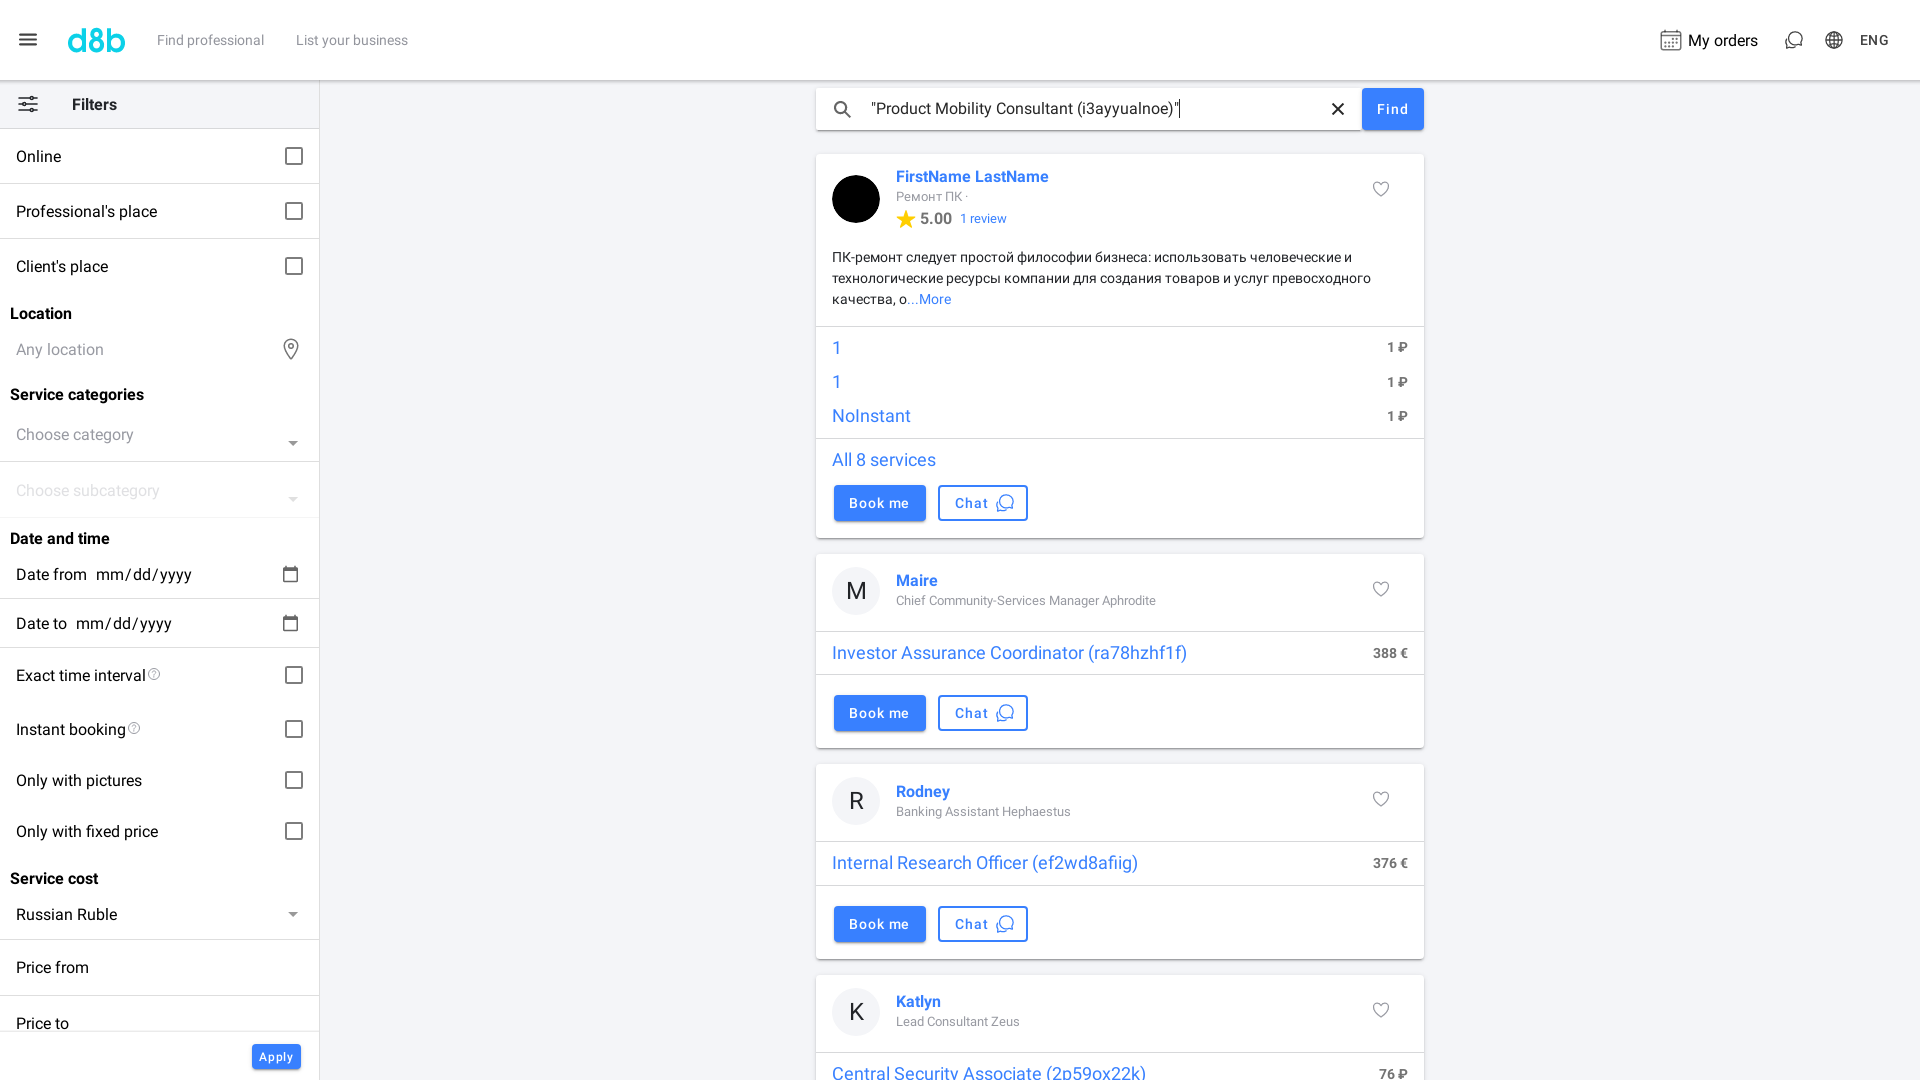 d8b
Find professional
List your business
My orders
ENG
Filters
Online
Professional's place
Client's place
Location
Any location
Service categories
Choose category
Choose subcategory
Date and time
Date from mm/dd/yyyy
Date to mm/dd/yyyy
Exact time interval
Instant booking
Only with pictures
Only with fixed price
Service cost
Russian Ruble
Price from
Price to
Apply
"Product Mobility Consultant (i3ayyualnoe)"
Find
FirstName LastName
Ремонт ПК ·
5.00 1 review
ПК-ремонт следует простой философии бизнеса: использовать человеческие и
технологические ресурсы компании для создания товаров и услуг превосходного
качества, о...More
1 1 ₽
1 1 ₽
NoInstant 1 ₽
All 8 services
Book me Chat
M
Maire
Chief Community-Services Manager Aphrodite
Investor Assurance Coordinator (ra78hzhf1f) 388 €
Book me Chat
R
Rodney
Banking Assistant Hephaestus
Internal Research Officer (ef2wd8afiig) 376 €
Book me Chat
K
Katlyn
Lead Consultant Zeus
Central Security Associate (2p59ox22k) 76 ₽